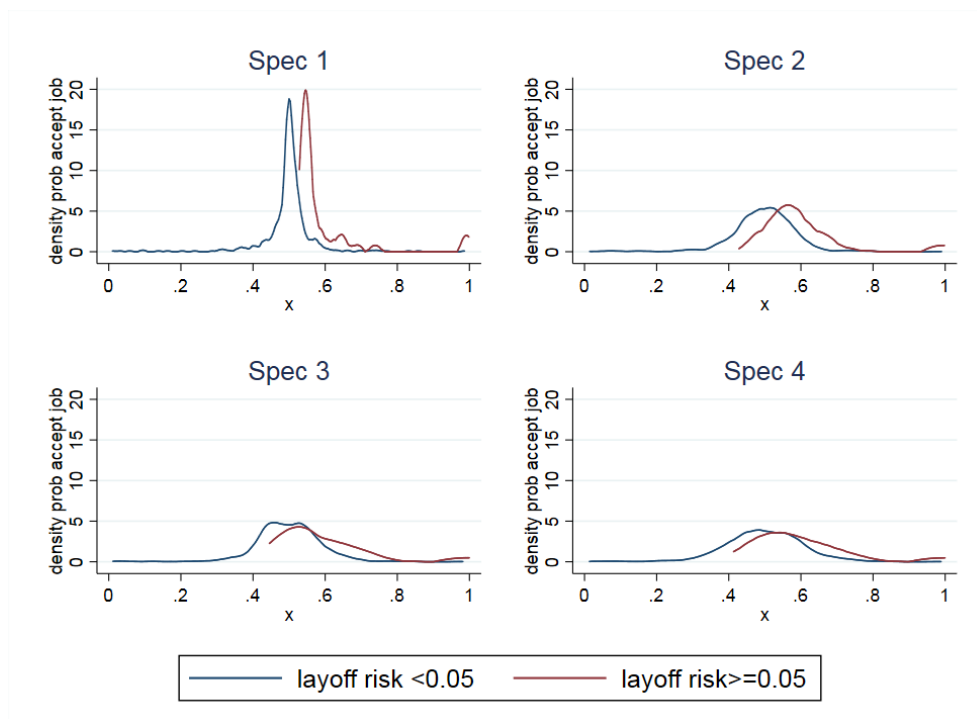 Spec 1
density prob accept job
0 5 10 15 20
0 .2 .4 .6 .8 1
x
Spec 2
density prob accept job
0 5 10 15 20
0 .2 .4 .6 .8 1
x
Spec 3
density prob accept job
0 5 10 15 20
0 .2 .4 .6 .8 1
x
Spec 4
density prob accept job
0 5 10 15 20
0 .2 .4 .6 .8 1
x
layoff risk <0.05
layoff risk>=0.05